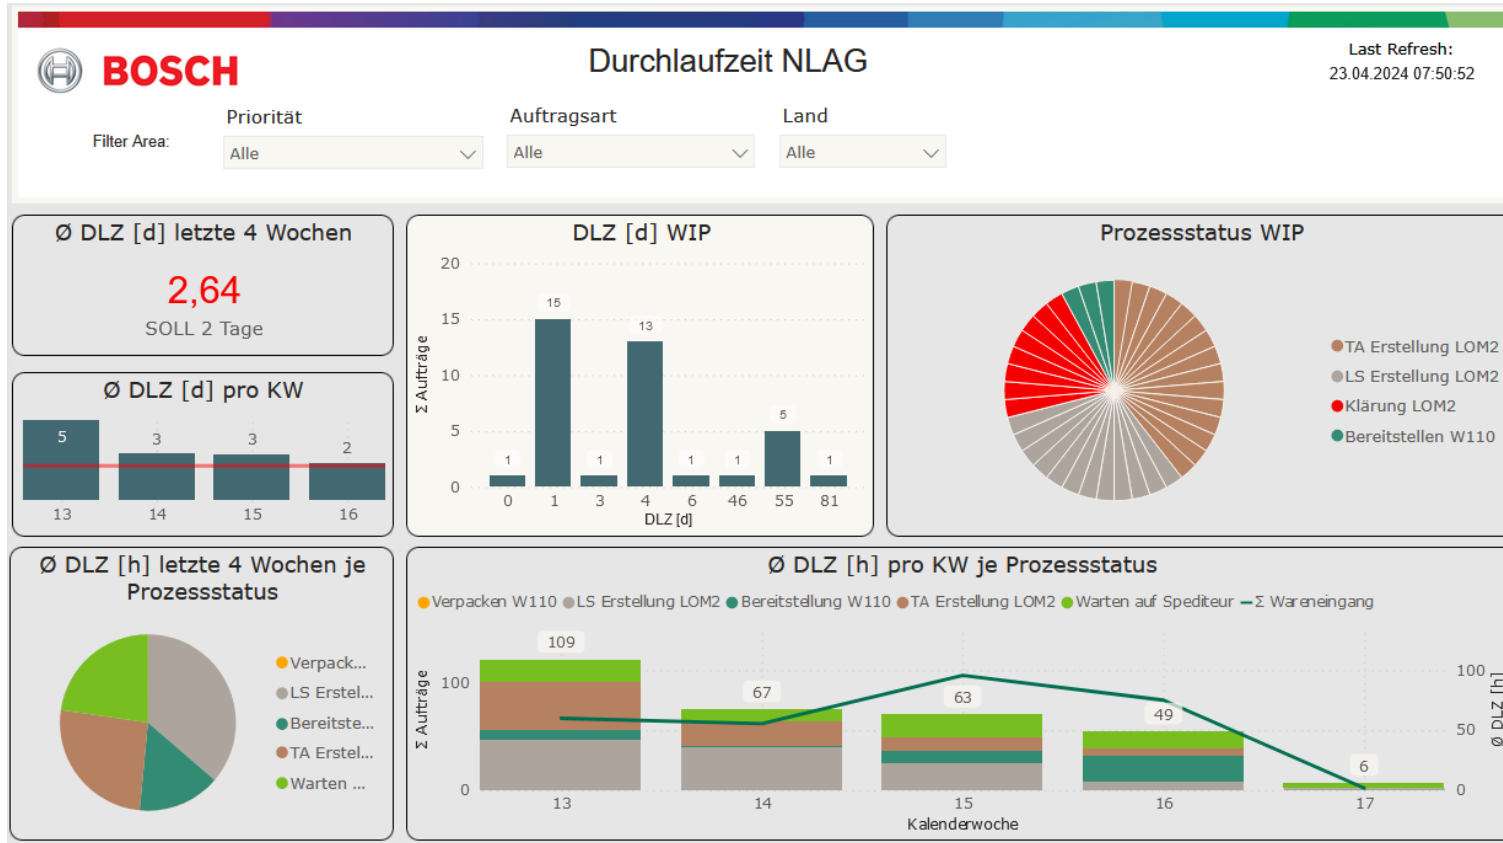 BOSCH
Durchlaufzeit NLAG
Last Refresh:
23.04.2024 07:50:52
Filter Area:
Priorität
Alle
Auftragsart
Alle
Land
Alle
Ø DLZ [d] letzte 4 Wochen
2,64
SOLL 2 Tage
Ø DLZ [d] pro KW
5 3 3 2
13 14 15 16
DLZ [d] WIP
Σ Aufträge
20
15
10
5
0
1 15 1 13 1 1 5 1
0 1 3 4 6 46 55 81
DLZ [d]
Prozessstatus WIP
TA Erstellung LOM2
LS Erstellung LOM2
Klärung LOM2
Bereitstellen W110
Ø DLZ [h] letzte 4 Wochen je
Prozessstatus
Verpack...
LS Erstel...
Bereitste...
TA Erstel...
Warten ...
Ø DLZ [h] pro KW je Prozessstatus
Verpacken W110 LS Erstellung LOM2 Bereitstellung W110 TA Erstellung LOM2 Warten auf Spediteur Σ Wareneingang
Σ Aufträge
100
0
109 67 63 49 6
100
50
0
Ø DLZ [h]
13 14 15 16 17
Kalenderwoche